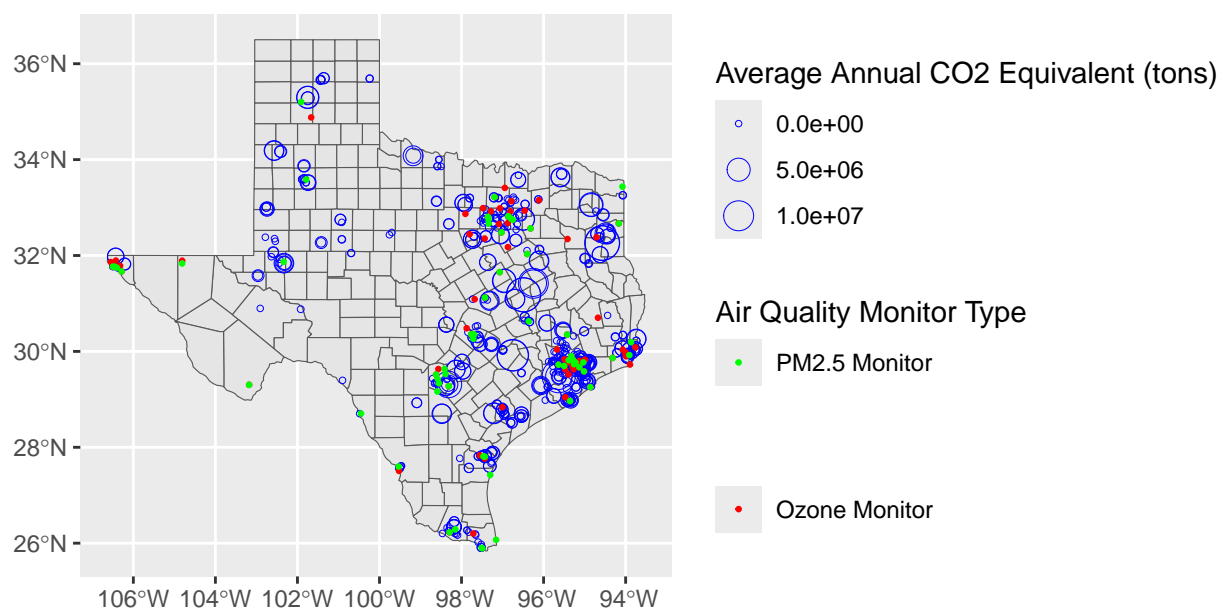 36°N
34°N
32°N
30°N
28°N
26°N
106°W 104°W 102°W 100°W 98°W 96°W 94°W
Average Annual CO2 Equivalent (tons)
0.0e+00
5.0e+06
1.0e+07
Air Quality Monitor Type
PM2.5 Monitor
Ozone Monitor